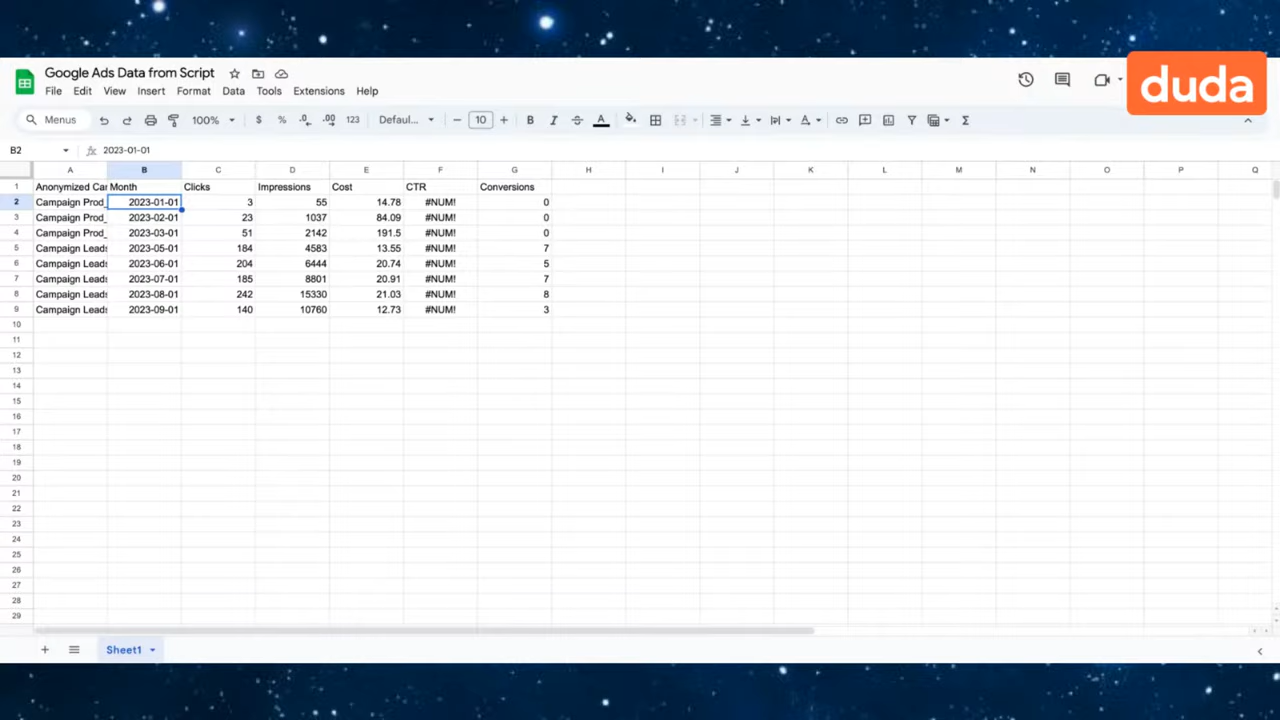 Google Ads Data from Script
duda
File Edit View Insert Format Data Tools Extensions Help
Menus 100% $ % .0 .00 123 Defaul... − 10 + B I A Σ
B2 fx 2023-01-01
A B C D E F G H I J K L M N O P Q
1 Anonymized Car Month Clicks Impressions Cost CTR Conversions
2 Campaign Prod_ 2023-01-01 3 55 14.78 #NUM! 0
3 Campaign Prod_ 2023-02-01 23 1037 84.09 #NUM! 0
4 Campaign Prod_ 2023-03-01 51 2142 191.5 #NUM! 0
5 Campaign Leads 2023-05-01 184 4583 13.55 #NUM! 7
6 Campaign Leads 2023-06-01 204 6444 20.74 #NUM! 5
7 Campaign Leads 2023-07-01 185 8801 20.91 #NUM! 7
8 Campaign Leads 2023-08-01 242 15330 21.03 #NUM! 8
9 Campaign Leads 2023-09-01 140 10760 12.73 #NUM! 3
10
11
12
13
14
15
16
17
18
19
20
21
22
23
24
25
26
27
28
29
+ Sheet1